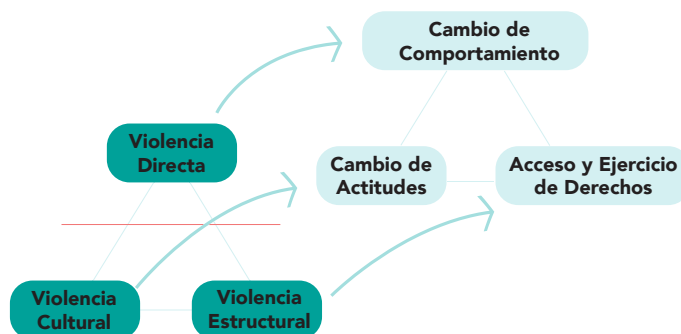 Cambio de
Comportamiento
Violencia
Directa
Cambio de
Actitudes
Acceso y Ejercicio
de Derechos
Violencia
Cultural
Violencia
Estructural